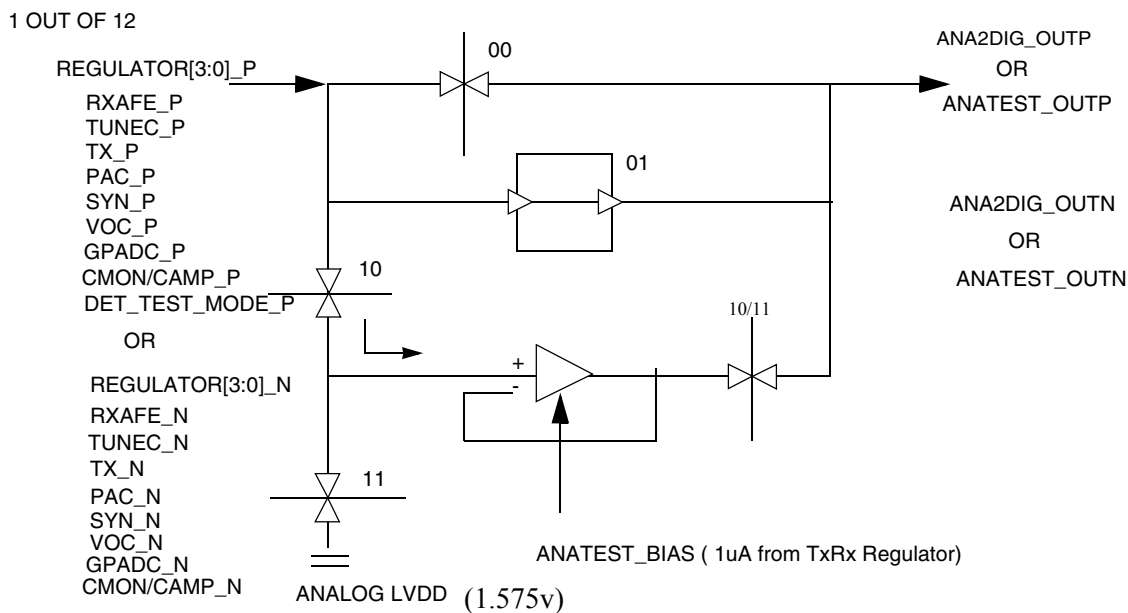 1 OUT OF 12
REGULATOR[3:0]_P
RXAFE_P
TUNEC_P
TX_P
PAC_P
SYN_P
VOC_P
GPADC_P
CMON/CAMP_P
DET_TEST_MODE_P
OR
REGULATOR[3:0]_N
RXAFE_N
TUNEC_N
TX_N
PAC_N
SYN_N
VOC_N
GPADC_N
CMON/CAMP_N
00
01
10
10/11
+
-
11
ANATEST_BIAS ( 1uA from TxRx Regulator)
ANALOG LVDD (1.575v)
ANA2DIG_OUTP
OR
ANATEST_OUTP
ANA2DIG_OUTN
OR
ANATEST_OUTN